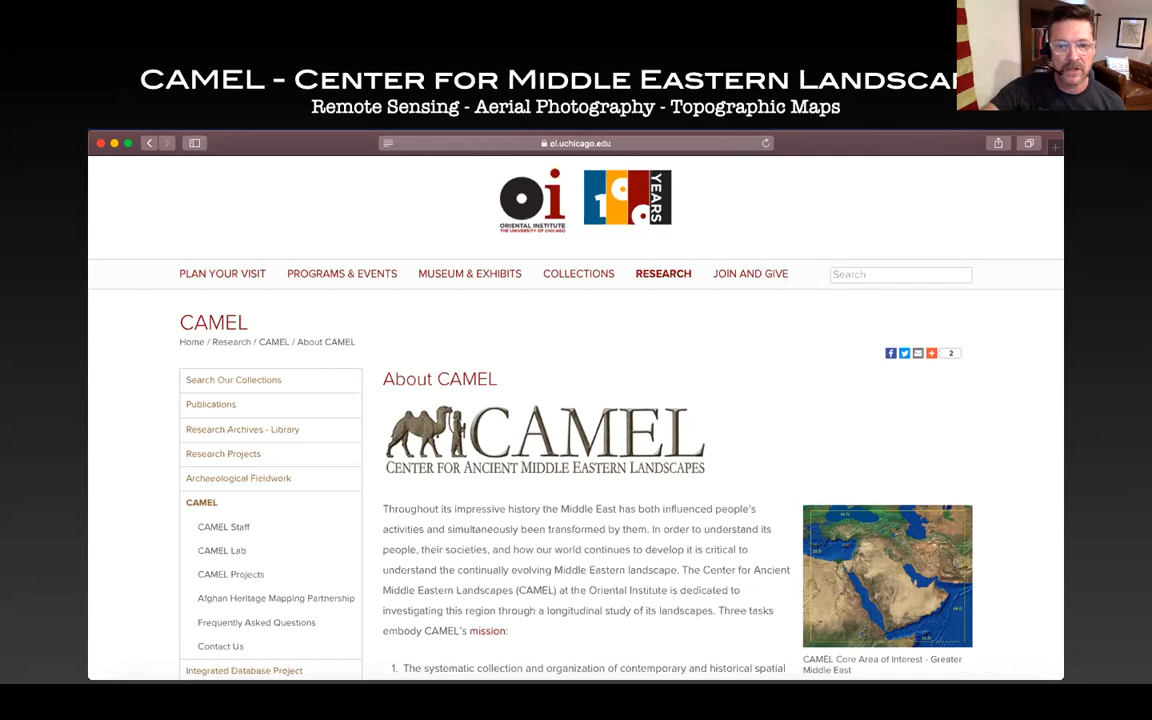 CAMEL - CENTER FOR MIDDLE EASTERN LANDSCA
Remote Sensing - Aerial Photography - Topographic Maps
oi.uchicago.edu
oi
ORIENTAL INSTITUTE
THE UNIVERSITY OF CHICAGO
100 YEARS
PLAN YOUR VISIT PROGRAMS & EVENTS MUSEUM & EXHIBITS COLLECTIONS RESEARCH JOIN AND GIVE Search
CAMEL
Home / Research / CAMEL / About CAMEL
2
Search Our Collections
Publications
Research Archives - Library
Research Projects
Archaeological Fieldwork
CAMEL
CAMEL Staff
CAMEL Lab
CAMEL Projects
Afghan Heritage Mapping Partnership
Frequently Asked Questions
Contact Us
Integrated Database Project
About CAMEL
CAMEL
CENTER FOR ANCIENT MIDDLE EASTERN LANDSCAPES
Throughout its impressive history the Middle East has both influenced people's
activities and simultaneously been transformed by them. In order to understand its
people, their societies, and how our world continues to develop it is critical to
understand the continually evolving Middle Eastern landscape. The Center for Ancient
Middle Eastern Landscapes (CAMEL) at the Oriental Institute is dedicated to
investigating this region through a longitudinal study of its landscapes. Three tasks
embody CAMEL's mission:
1. The systematic collection and organization of contemporary and historical spatial
CAMEL Core Area of Interest - Greater
Middle East